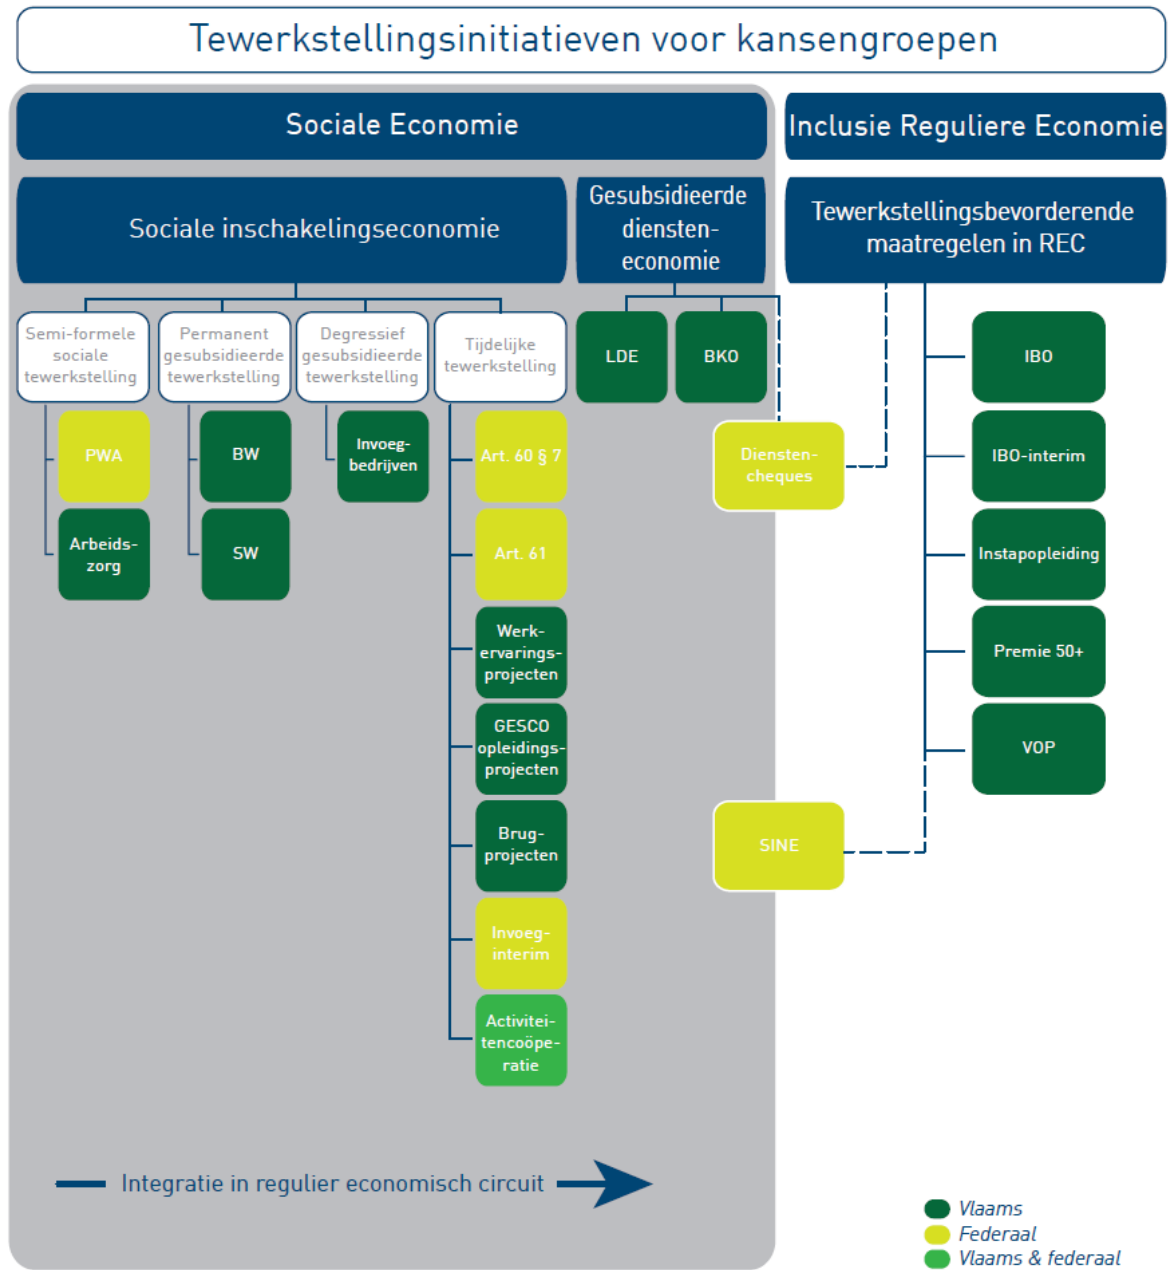 Tewerkstellingsinitiatieven voor kansengroepen
Sociale Economie
Inclusie Reguliere Economie
Sociale inschakelingseconomie
Gesubsidieerde
diensten-
economie
Tewerkstellingsbevorderende
maatregelen in REC
Semi-formele
sociale
tewerkstelling
Permanent
gesubsidieerde
tewerkstelling
Degressief
gesubsidieerde
tewerkstelling
Tijdelijke
tewerkstelling
LDE
BKO
IBO
PWA
BW
Invoeg-
bedrijven
Art. 60 § 7
Diensten-
cheques
IBO-interim
Arbeids-
zorg
SW
Art. 61
Instapopleiding
Werk-
ervarings-
projecten
Premie 50+
GESCO
opleidings-
projecten
VOP
Brug-
projecten
SINE
Invoeg-
interim
Activitei-
tencoöpe-
ratie
Integratie in regulier economisch circuit
Vlaams
Federaal
Vlaams & federaal